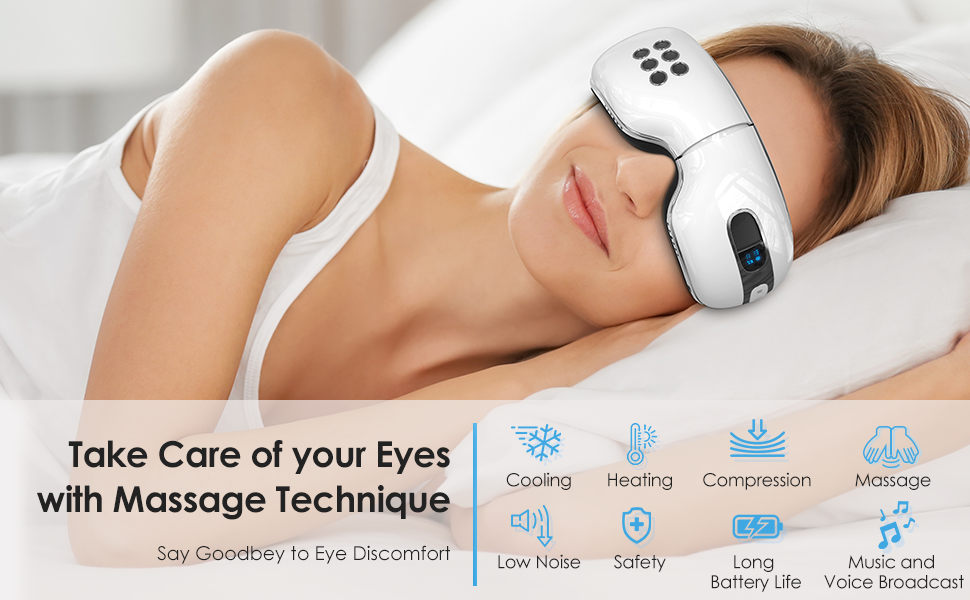 Take Care of your Eyes
with Massage Technique
Say Goodbey to Eye Discomfort
Cooling
Heating
Compression
Massage
Low Noise
Safety
Long
Battery Life
Music and
Voice Broadcast